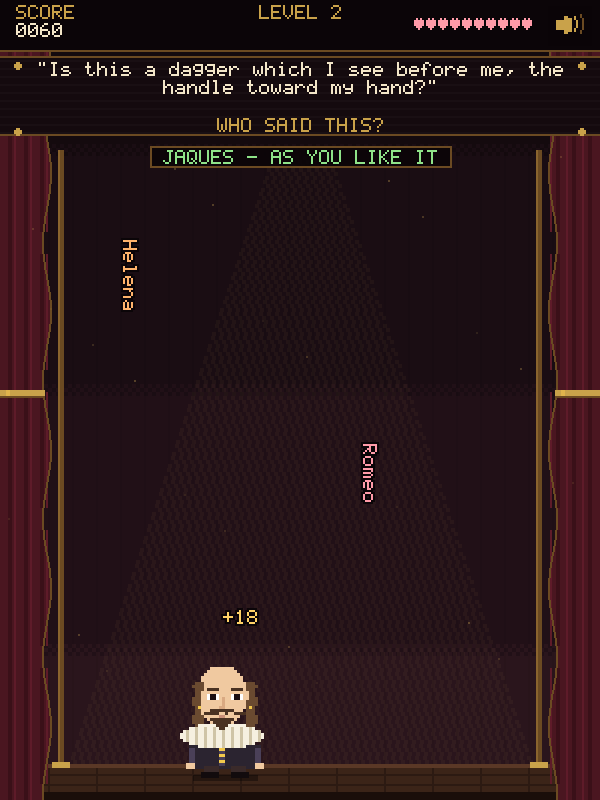 SCORE
0060
LEVEL 2
"Is this a dagger which I see before me, the
handle toward my hand?"
WHO SAID THIS?
JAQUES – AS YOU LIKE IT
Helena
Romeo
+18